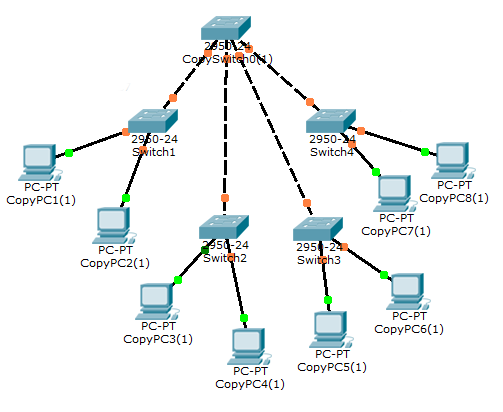 2950-24
CopySwitch0(1)
2950-24
Switch1
2950-24
Switch4
PC-PT
CopyPC1(1)
PC-PT
CopyPC2(1)
PC-PT
CopyPC7(1)
PC-PT
CopyPC8(1)
2950-24
Switch2
2950-24
Switch3
PC-PT
CopyPC3(1)
PC-PT
CopyPC4(1)
PC-PT
CopyPC5(1)
PC-PT
CopyPC6(1)